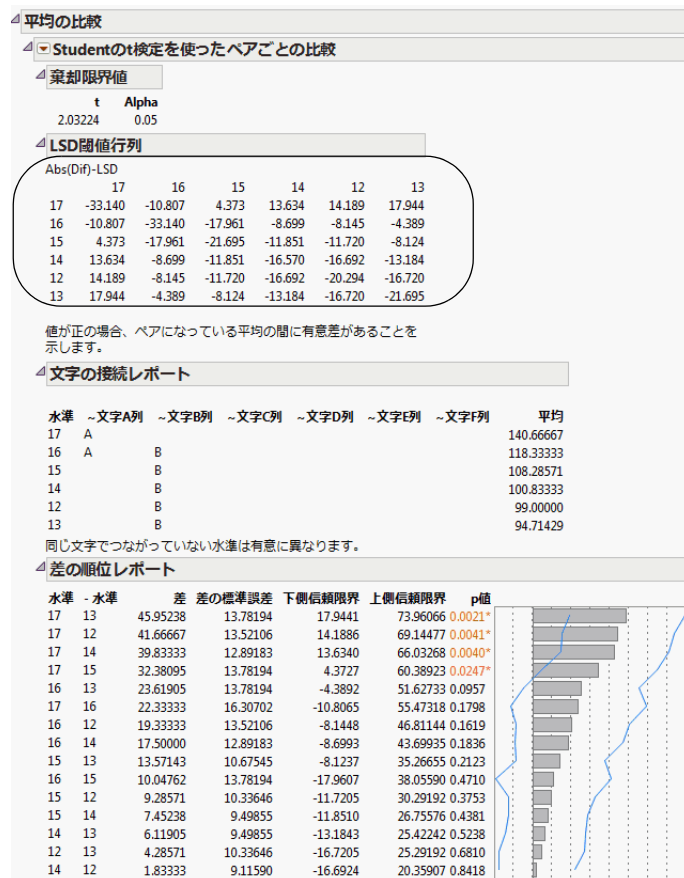 平均の比較
Studentのt検定を使ったペアごとの比較
棄却限界値
t Alpha
2.03224 0.05
LSD閾値行列
Abs(Dif)-LSD
17 16 15 14 12 13
17 -33.140 -10.807 4.373 13.634 14.189 17.944
16 -10.807 -33.140 -17.961 -8.699 -8.145 -4.389
15 4.373 -17.961 -21.695 -11.851 -11.720 -8.124
14 13.634 -8.699 -11.851 -16.570 -16.692 -13.184
12 14.189 -8.145 -11.720 -16.692 -20.294 -16.720
13 17.944 -4.389 -8.124 -13.184 -16.720 -21.695
値が正の場合、ペアになっている平均の間に有意差があることを
示します。
文字の接続レポート
水準 ~文字A列 ~文字B列 ~文字C列 ~文字D列 ~文字E列 ~文字F列 平均
17 A 140.66667
16 A B 118.33333
15 B 108.28571
14 B 100.83333
12 B 99.00000
13 B 94.71429
同じ文字でつながっていない水準は有意に異なります。
差の順位レポート
水準 - 水準 差 差の標準誤差 下側信頼限界 上側信頼限界 p値
17 13 45.95238 13.78194 17.9441 73.96066 0.0021*
17 12 41.66667 13.52106 14.1886 69.14477 0.0041*
17 14 39.83333 12.89183 13.6340 66.03268 0.0040*
17 15 32.38095 13.78194 4.3727 60.38923 0.0247*
16 13 23.61905 13.78194 -4.3892 51.62733 0.0957
17 16 22.33333 16.30702 -10.8065 55.47318 0.1798
16 12 19.33333 13.52106 -8.1448 46.81144 0.1619
16 14 17.50000 12.89183 -8.6993 43.69935 0.1836
15 13 13.57143 10.67545 -8.1237 35.26655 0.2123
16 15 10.04762 13.78194 -17.9607 38.05590 0.4710
15 12 9.28571 10.33646 -11.7205 30.29192 0.3753
15 14 7.45238 9.49855 -11.8510 26.75576 0.4381
14 13 6.11905 9.49855 -13.1843 25.42242 0.5238
12 13 4.28571 10.33646 -16.7205 25.29192 0.6810
14 12 1.83333 9.11590 -16.6924 20.35907 0.8418